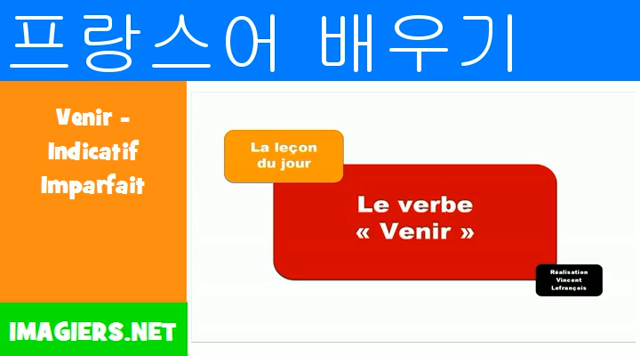 프랑스어 배우기
Venir -
Indicatif
Imparfait
La leçon
du jour
Le verbe
« Venir »
Réalisation
Vincent
Lefrançois
IMAGIERS.NET